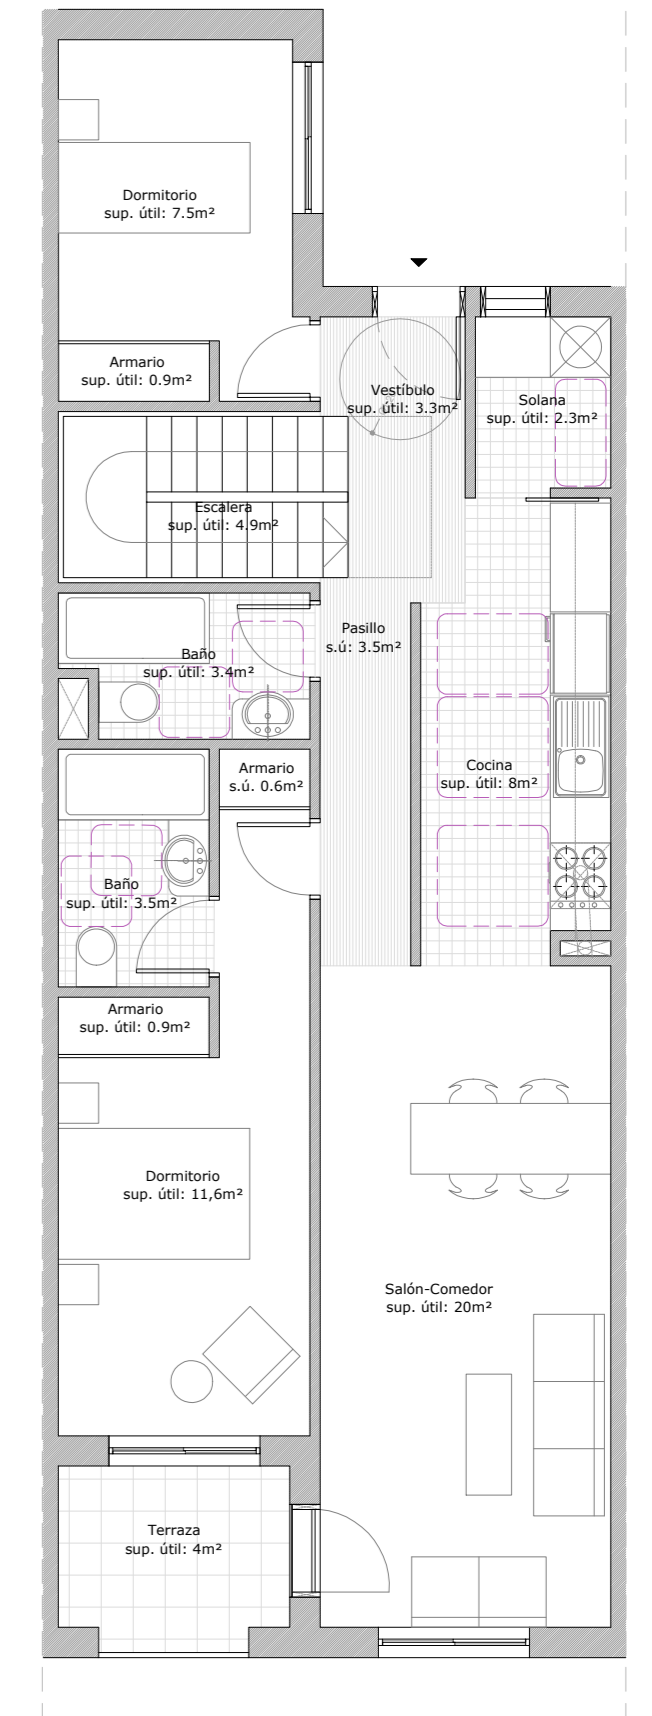 Dormitorio
sup. útil: 7.5m²
Armario
sup. útil: 0.9m²
Vestíbulo
sup. útil: 3.3m²
Solana
sup. útil: 2.3m²
Escalera
sup. útil: 4.9m²
Pasillo
s.ú: 3.5m²
Baño
sup. útil: 3.4m²
Armario
s.ú. 0.6m²
Cocina
sup. útil: 8m²
Baño
sup. útil: 3.5m²
Armario
sup. útil: 0.9m²
Dormitorio
sup. útil: 11,6m²
Salón-Comedor
sup. útil: 20m²
Terraza
sup. útil: 4m²